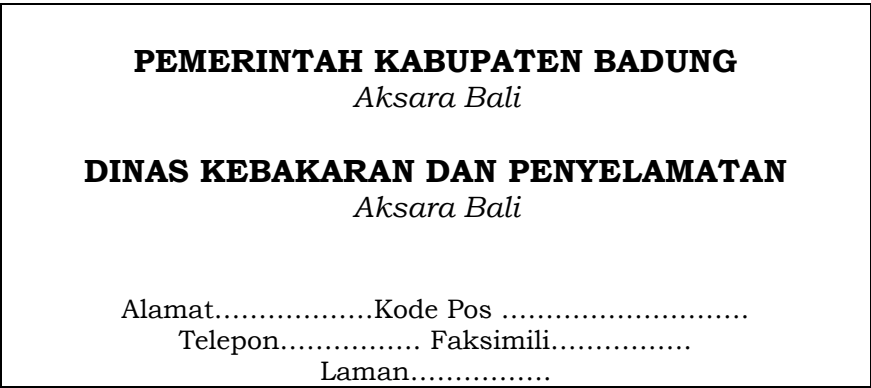 PEMERINTAH KABUPATEN BADUNG
Aksara Bali
DINAS KEBAKARAN DAN PENYELAMATAN
Aksara Bali
Alamat………………Kode Pos ……………………….
Telepon……………. Faksimili…………….
Laman…………….